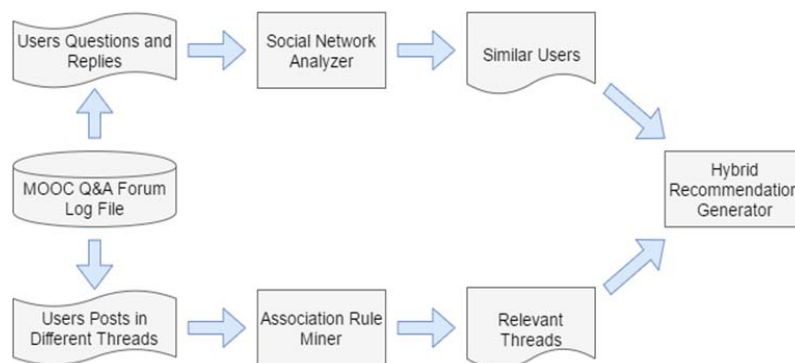 Users Questions and
Replies
Social Network
Analyzer
Similar Users
MOOC Q&A Forum
Log File
Hybrid
Recommendation
Generator
Users Posts in
Different Threads
Association Rule
Miner
Relevant
Threads